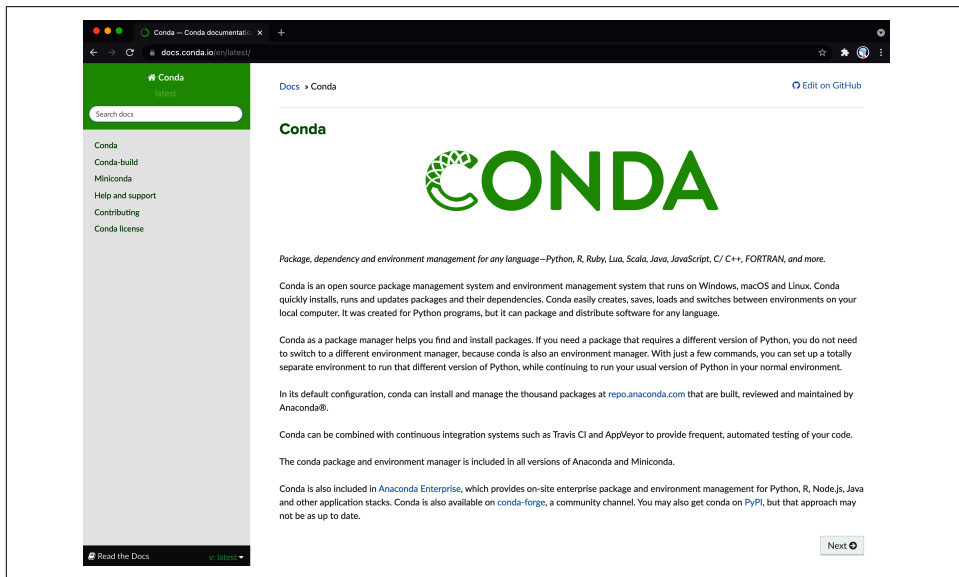 Conda — Conda documentatio
docs.conda.io/en/latest/
Conda
latest
Search docs
Conda
Conda-build
Miniconda
Help and support
Contributing
Conda license
Read the Docs
v: latest
Docs » Conda
Edit on GitHub
Conda
CONDA
Package, dependency and environment management for any language—Python, R, Ruby, Lua, Scala, Java, JavaScript, C/ C++, FORTRAN, and more.
Conda is an open source package management system and environment management system that runs on Windows, macOS and Linux. Conda
quickly installs, runs and updates packages and their dependencies. Conda easily creates, saves, loads and switches between environments on your
local computer. It was created for Python programs, but it can package and distribute software for any language.
Conda as a package manager helps you find and install packages. If you need a package that requires a different version of Python, you do not need
to switch to a different environment manager, because conda is also an environment manager. With just a few commands, you can set up a totally
separate environment to run that different version of Python, while continuing to run your usual version of Python in your normal environment.
In its default configuration, conda can install and manage the thousand packages at repo.anaconda.com that are built, reviewed and maintained by
Anaconda®.
Conda can be combined with continuous integration systems such as Travis CI and AppVeyor to provide frequent, automated testing of your code.
The conda package and environment manager is included in all versions of Anaconda and Miniconda.
Conda is also included in Anaconda Enterprise, which provides on-site enterprise package and environment management for Python, R, Node.js, Java
and other application stacks. Conda is also available on conda-forge, a community channel. You may also get conda on PyPI, but that approach may
not be as up to date.
Next